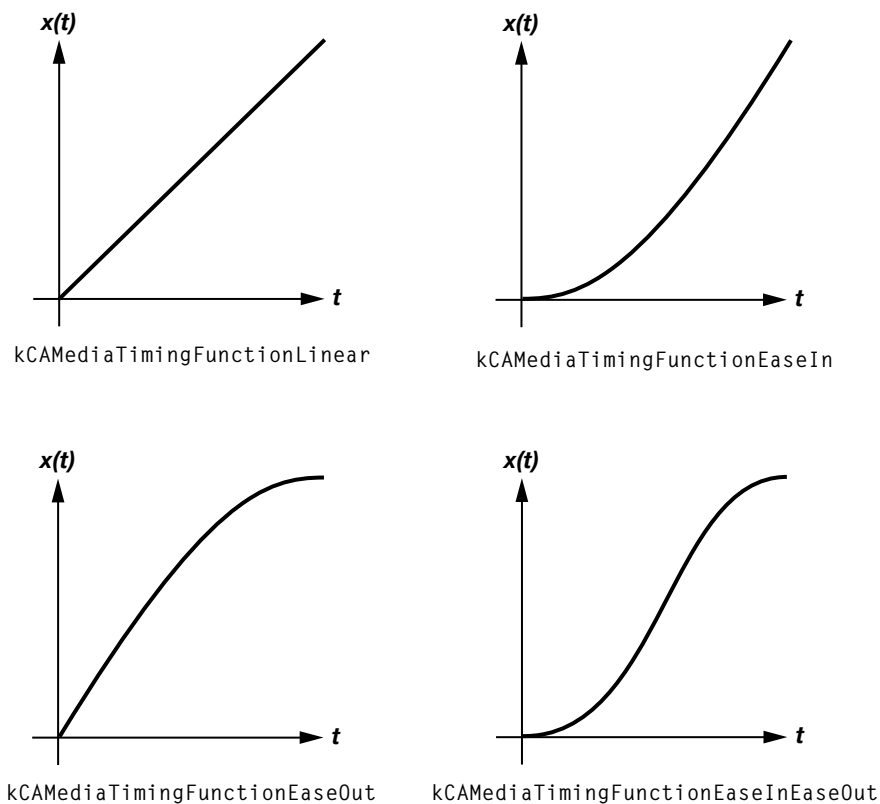 x(t)
t
kCAMediaTimingFunctionLinear
x(t)
t
kCAMediaTimingFunctionEaseIn
x(t)
t
kCAMediaTimingFunctionEaseOut
x(t)
t
kCAMediaTimingFunctionEaseInEaseOut